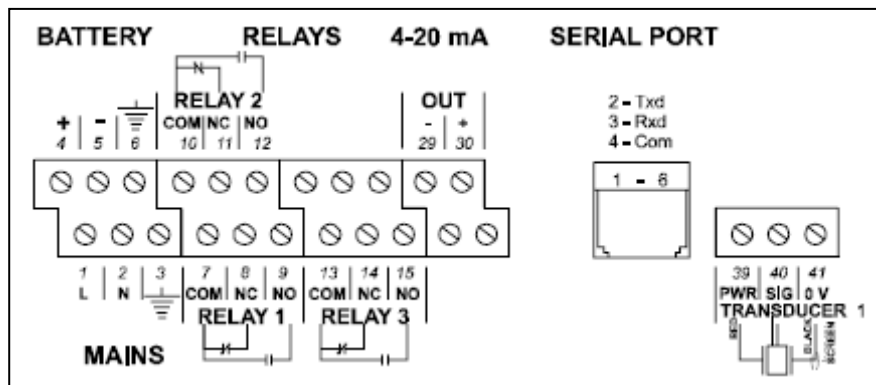 BATTERY RELAYS 4-20 mA SERIAL PORT
RELAY 2 OUT
2 - Txd
3 - Rxd
4 - Com
+ - COM NC NO - +
4 5 6 10 11 12 29 30
1 - 6
1 2 3 7 8 9 13 14 15 39 40 41
L N COM NC NO COM NC NO PWR SIG 0 V
RELAY 1 RELAY 3 TRANSDUCER 1
RED BLACK SCREEN
MAINS